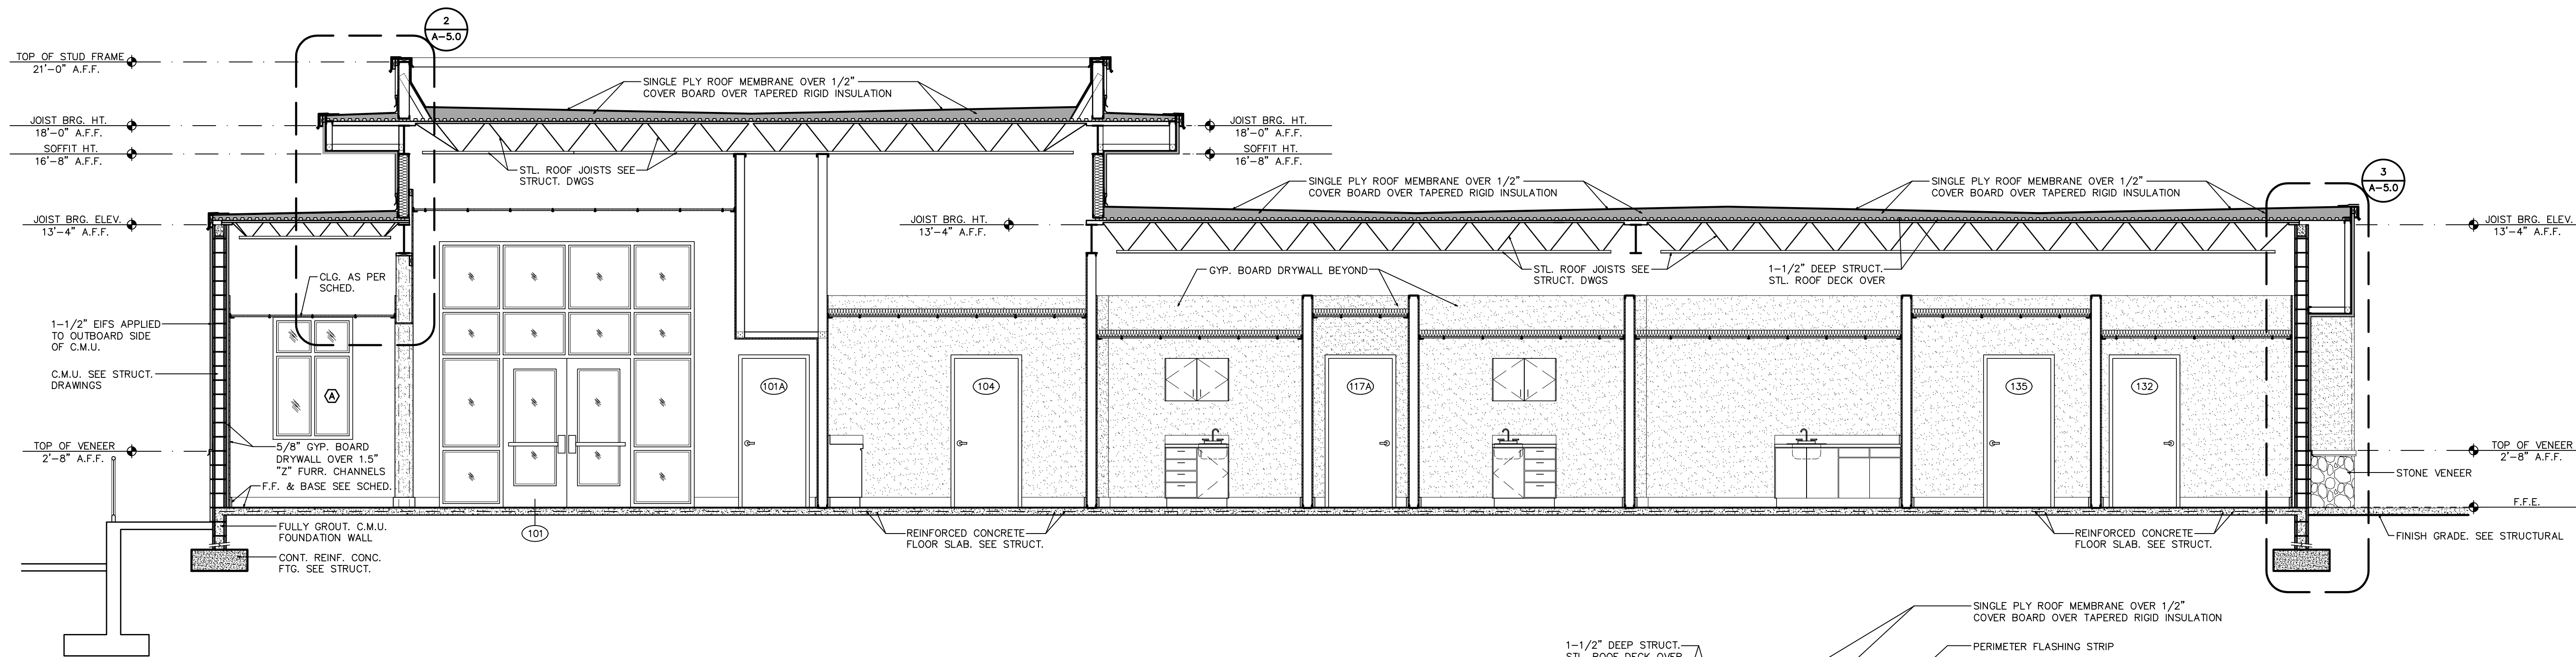 2
A-5.0
TOP OF STUD FRAME
21'-0" A.F.F.
SINGLE PLY ROOF MEMBRANE OVER 1/2"
COVER BOARD OVER TAPERED RIGID INSULATION
JOIST BRG. HT.
18'-0" A.F.F.
SOFFIT HT.
16'-8" A.F.F.
JOIST BRG. HT.
18'-0" A.F.F.
SOFFIT HT.
16'-8" A.F.F.
STL. ROOF JOISTS SEE
STRUCT. DWGS
3
A-5.0
SINGLE PLY ROOF MEMBRANE OVER 1/2"
COVER BOARD OVER TAPERED RIGID INSULATION
SINGLE PLY ROOF MEMBRANE OVER 1/2"
COVER BOARD OVER TAPERED RIGID INSULATION
JOIST BRG. ELEV.
13'-4" A.F.F.
JOIST BRG. HT.
13'-4" A.F.F.
JOIST BRG. ELEV.
13'-4" A.F.F.
CLG. AS PER
SCHED.
GYP. BOARD DRYWALL BEYOND
STL. ROOF JOISTS SEE
STRUCT. DWGS
1-1/2" DEEP STRUCT.
STL. ROOF DECK OVER
1-1/2" EIFS APPLIED
TO OUTBOARD SIDE
OF C.M.U.
C.M.U. SEE STRUCT.
DRAWINGS
A
101A
104
117A
135
132
TOP OF VENEER
2'-8" A.F.F.
5/8" GYP. BOARD
DRYWALL OVER 1.5"
"Z" FURR. CHANNELS
F.F. & BASE SEE SCHED.
TOP OF VENEER
2'-8" A.F.F.
STONE VENEER
F.F.E.
FULLY GROUT. C.M.U.
FOUNDATION WALL
101
REINFORCED CONCRETE
FLOOR SLAB. SEE STRUCT.
REINFORCED CONCRETE
FLOOR SLAB. SEE STRUCT.
FINISH GRADE. SEE STRUCTURAL
CONT. REINF. CONC.
FTG. SEE STRUCT.
SINGLE PLY ROOF MEMBRANE OVER 1/2"
COVER BOARD OVER TAPERED RIGID INSULATION
1-1/2" DEEP STRUCT.
STL. ROOF DECK OVER
PERIMETER FLASHING STRIP